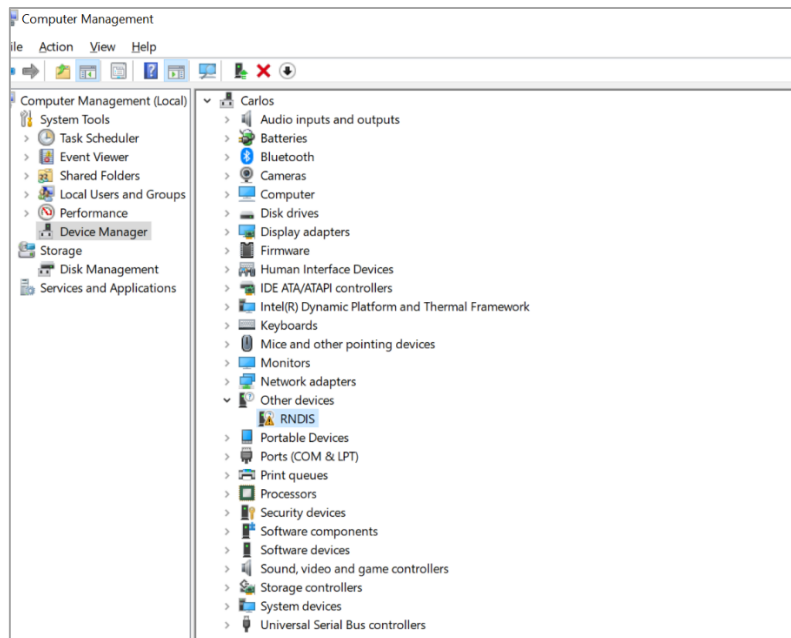 Computer Management
ile Action View Help
Computer Management (Local)
System Tools
Task Scheduler
Event Viewer
Shared Folders
Local Users and Groups
Performance
Device Manager
Storage
Disk Management
Services and Applications
Carlos
Audio inputs and outputs
Batteries
Bluetooth
Cameras
Computer
Disk drives
Display adapters
Firmware
Human Interface Devices
IDE ATA/ATAPI controllers
Intel(R) Dynamic Platform and Thermal Framework
Keyboards
Mice and other pointing devices
Monitors
Network adapters
Other devices
RNDIS
Portable Devices
Ports (COM & LPT)
Print queues
Processors
Security devices
Software components
Software devices
Sound, video and game controllers
Storage controllers
System devices
Universal Serial Bus controllers